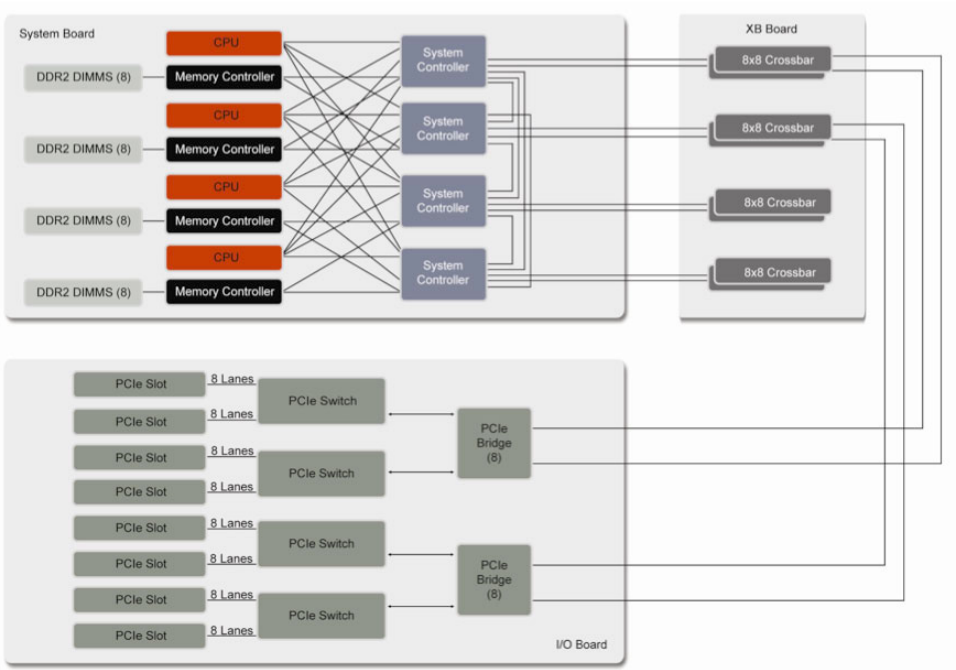 System Board
CPU
DDR2 DIMMS (8)
Memory Controller
CPU
DDR2 DIMMS (8)
Memory Controller
CPU
DDR2 DIMMS (8)
Memory Controller
CPU
DDR2 DIMMS (8)
Memory Controller
System
Controller
System
Controller
System
Controller
System
Controller
XB Board
8x8 Crossbar
8x8 Crossbar
8x8 Crossbar
8x8 Crossbar
PCIe Slot
8 Lanes
PCIe Slot
8 Lanes
PCIe Switch
PCIe Slot
8 Lanes
PCIe Slot
8 Lanes
PCIe Switch
PCIe Slot
8 Lanes
PCIe Slot
8 Lanes
PCIe Switch
PCIe Slot
8 Lanes
PCIe Slot
8 Lanes
PCIe Switch
PCIe
Bridge
(8)
PCIe
Bridge
(8)
I/O Board